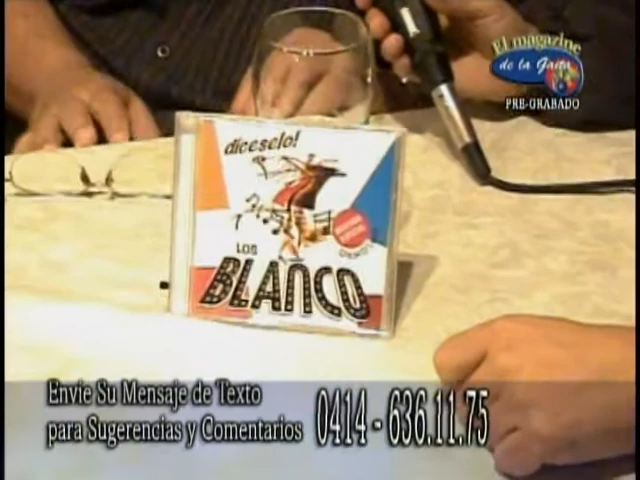 El magazine
de la Gaita
PRE-GRABADO
díceselo!
LOS
BLANCO
Envie Su Mensaje de Texto
para Sugerencias y Comentarios
0414 - 636.11.75